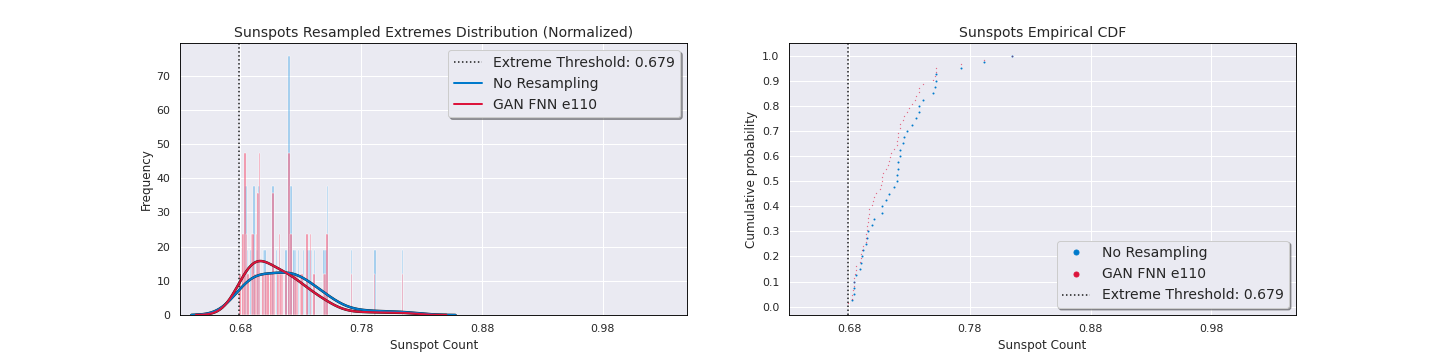 Sunspots Resampled Extremes Distribution (Normalized)
Extreme Threshold: 0.679
No Resampling
GAN FNN e110
Frequency
70
60
50
40
30
20
10
0
0.68
0.78
0.88
0.98
Sunspot Count
Sunspots Empirical CDF
Cumulative probability
1.0
0.9
0.8
0.7
0.6
0.5
0.4
0.3
0.2
0.1
0.0
No Resampling
GAN FNN e110
Extreme Threshold: 0.679
0.68
0.78
0.88
0.98
Sunspot Count